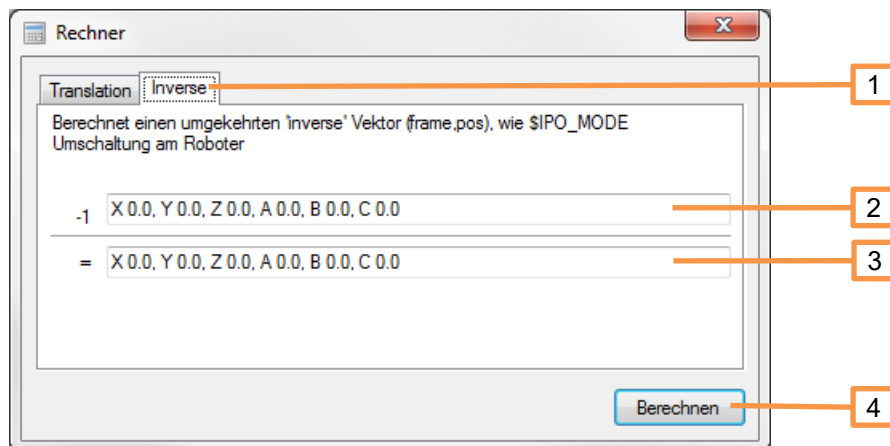 Rechner
Translation Inverse
1
Berechnet einen umgekehrten 'inverse' Vektor (frame,pos), wie $IPO_MODE
Umschaltung am Roboter
-1 X 0.0, Y 0.0, Z 0.0, A 0.0, B 0.0, C 0.0
2
= X 0.0, Y 0.0, Z 0.0, A 0.0, B 0.0, C 0.0
3
Berechnen
4